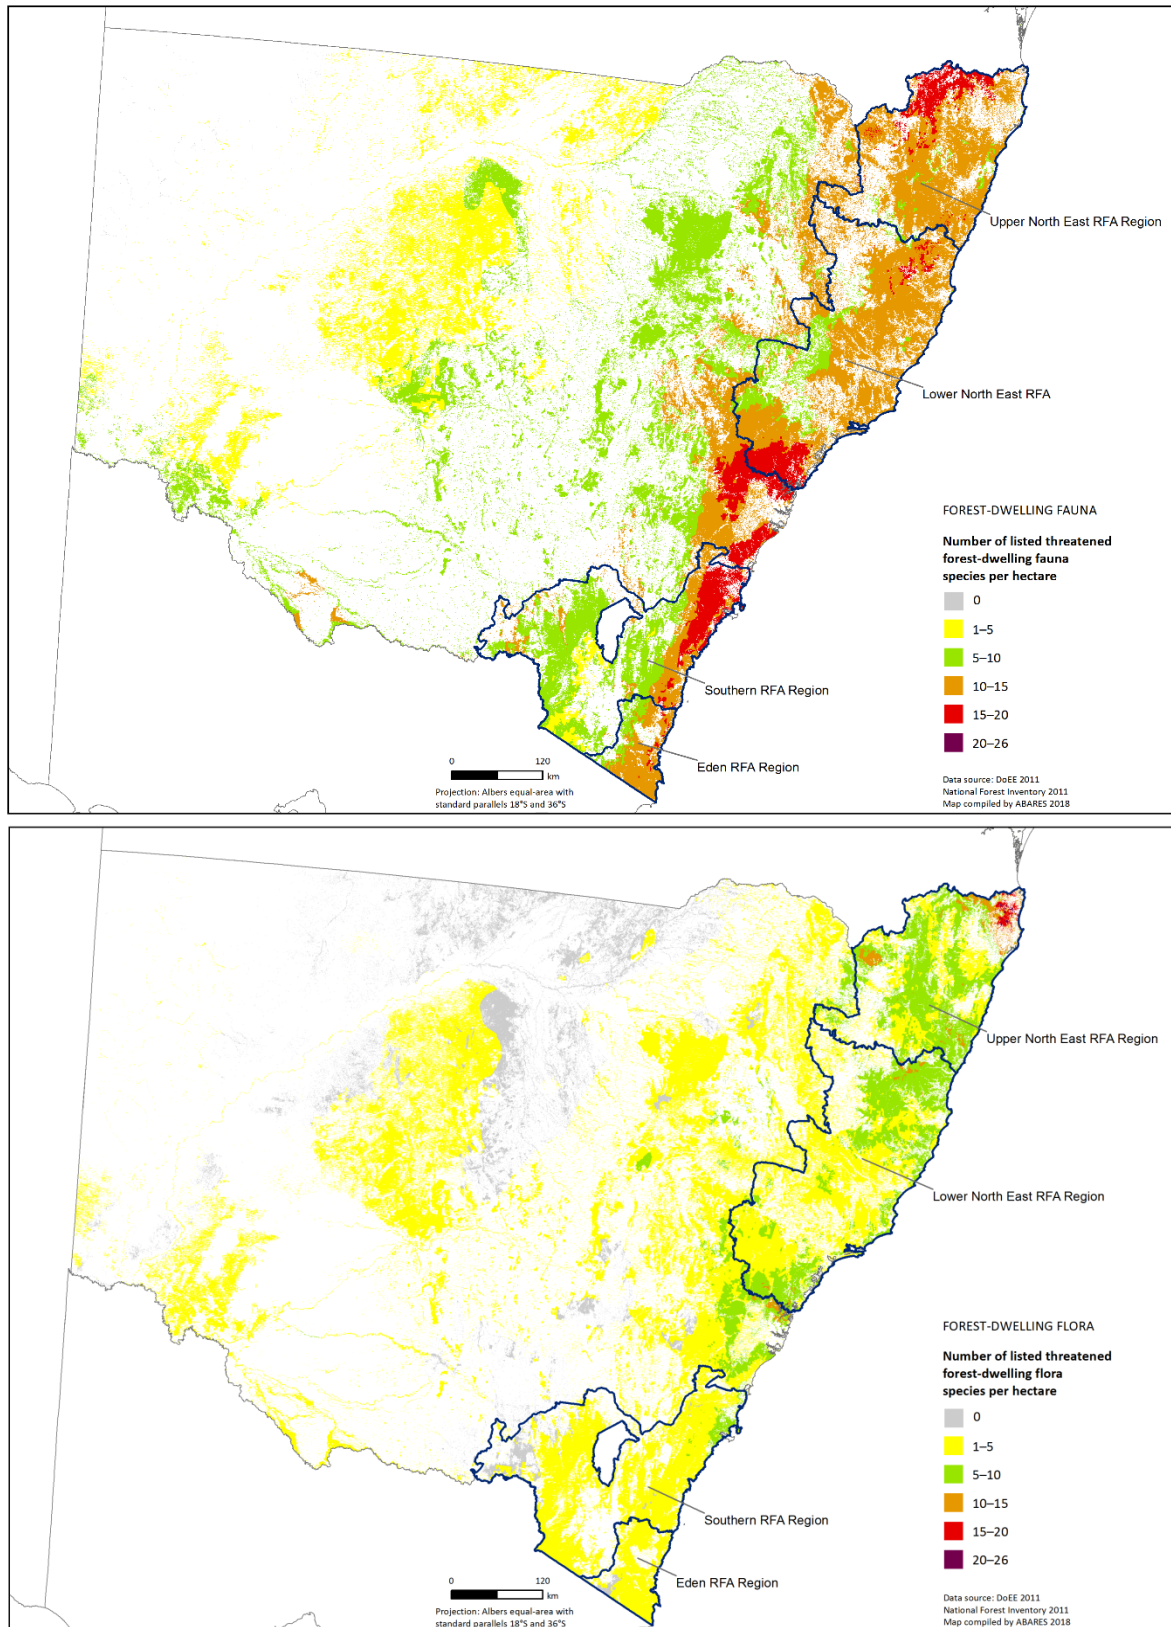 Upper North East RFA Region
Lower North East RFA
Southern RFA Region
Eden RFA Region
0 120
km
Projection: Albers equal-area with
standard parallels 18°S and 36°S
FOREST-DWELLING FAUNA
Number of listed threatened
forest-dwelling fauna
species per hectare
0
1–5
5–10
10–15
15–20
20–26
Data source: DoEE 2011
National Forest Inventory 2011
Map compiled by ABARES 2018
Upper North East RFA Region
Lower North East RFA Region
Southern RFA Region
Eden RFA Region
0 120
km
Projection: Albers equal-area with
standard parallels 18°S and 36°S
FOREST-DWELLING FLORA
Number of listed threatened
forest-dwelling flora
species per hectare
0
1–5
5–10
10–15
15–20
20–26
Data source: DoEE 2011
National Forest Inventory 2011
Map compiled by ABARES 2018